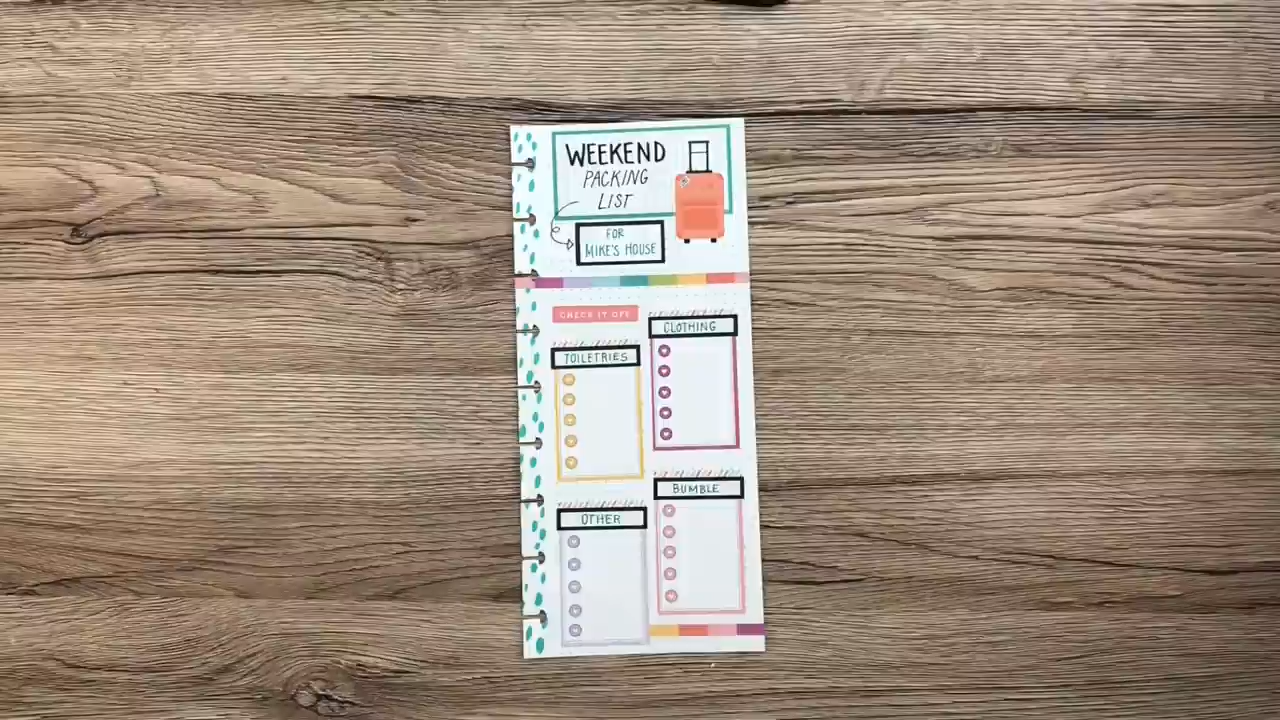 WEEKEND
PACKING
LIST
FOR
MIKE'S HOUSE
CHECK IT OFF
CLOTHING
TOILETRIES
BUMBLE
OTHER